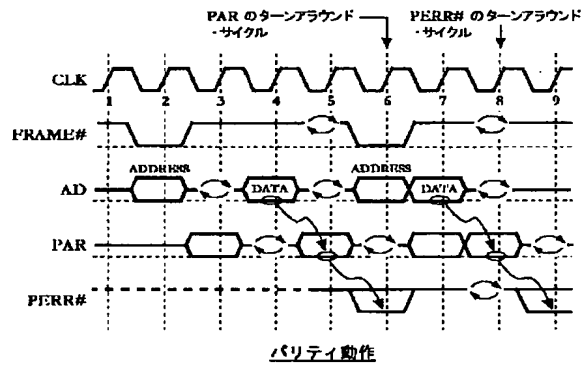 PAR のターンアラウンド
・サイクル
PERR# のターンアラウンド
・サイクル
CLK
1 2 3 4 5 6 7 8 9
FRAME#
ADDRESS
ADDRESS
AD
DATA
DATA
PAR
PERR#
パリティ動作